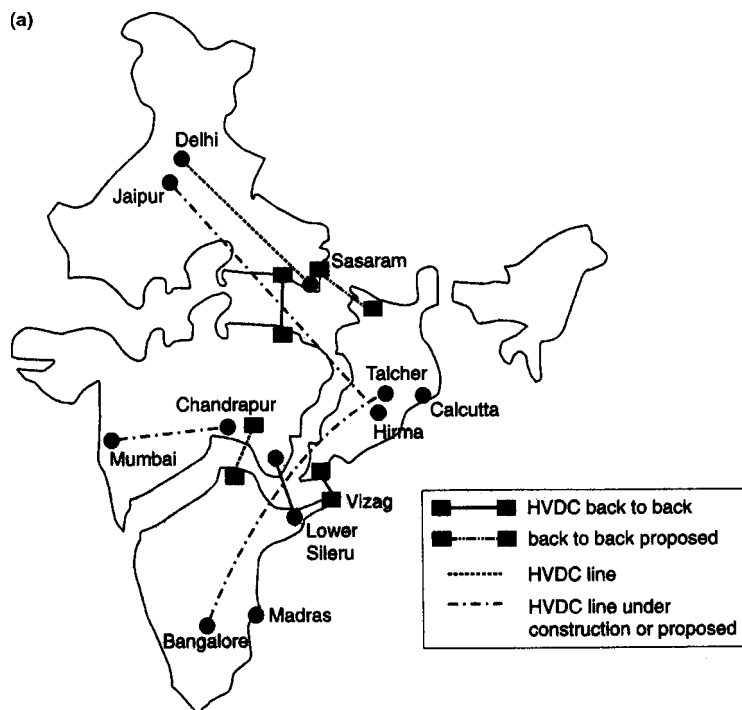 (a)
Delhi
Jaipur
Sasaram
Talcher
Calcutta
Hirma
Chandrapur
Mumbai
Vizag
Lower
Sileru
Madras
Bangalore
HVDC back to back
back to back proposed
HVDC line
HVDC line under
construction or proposed